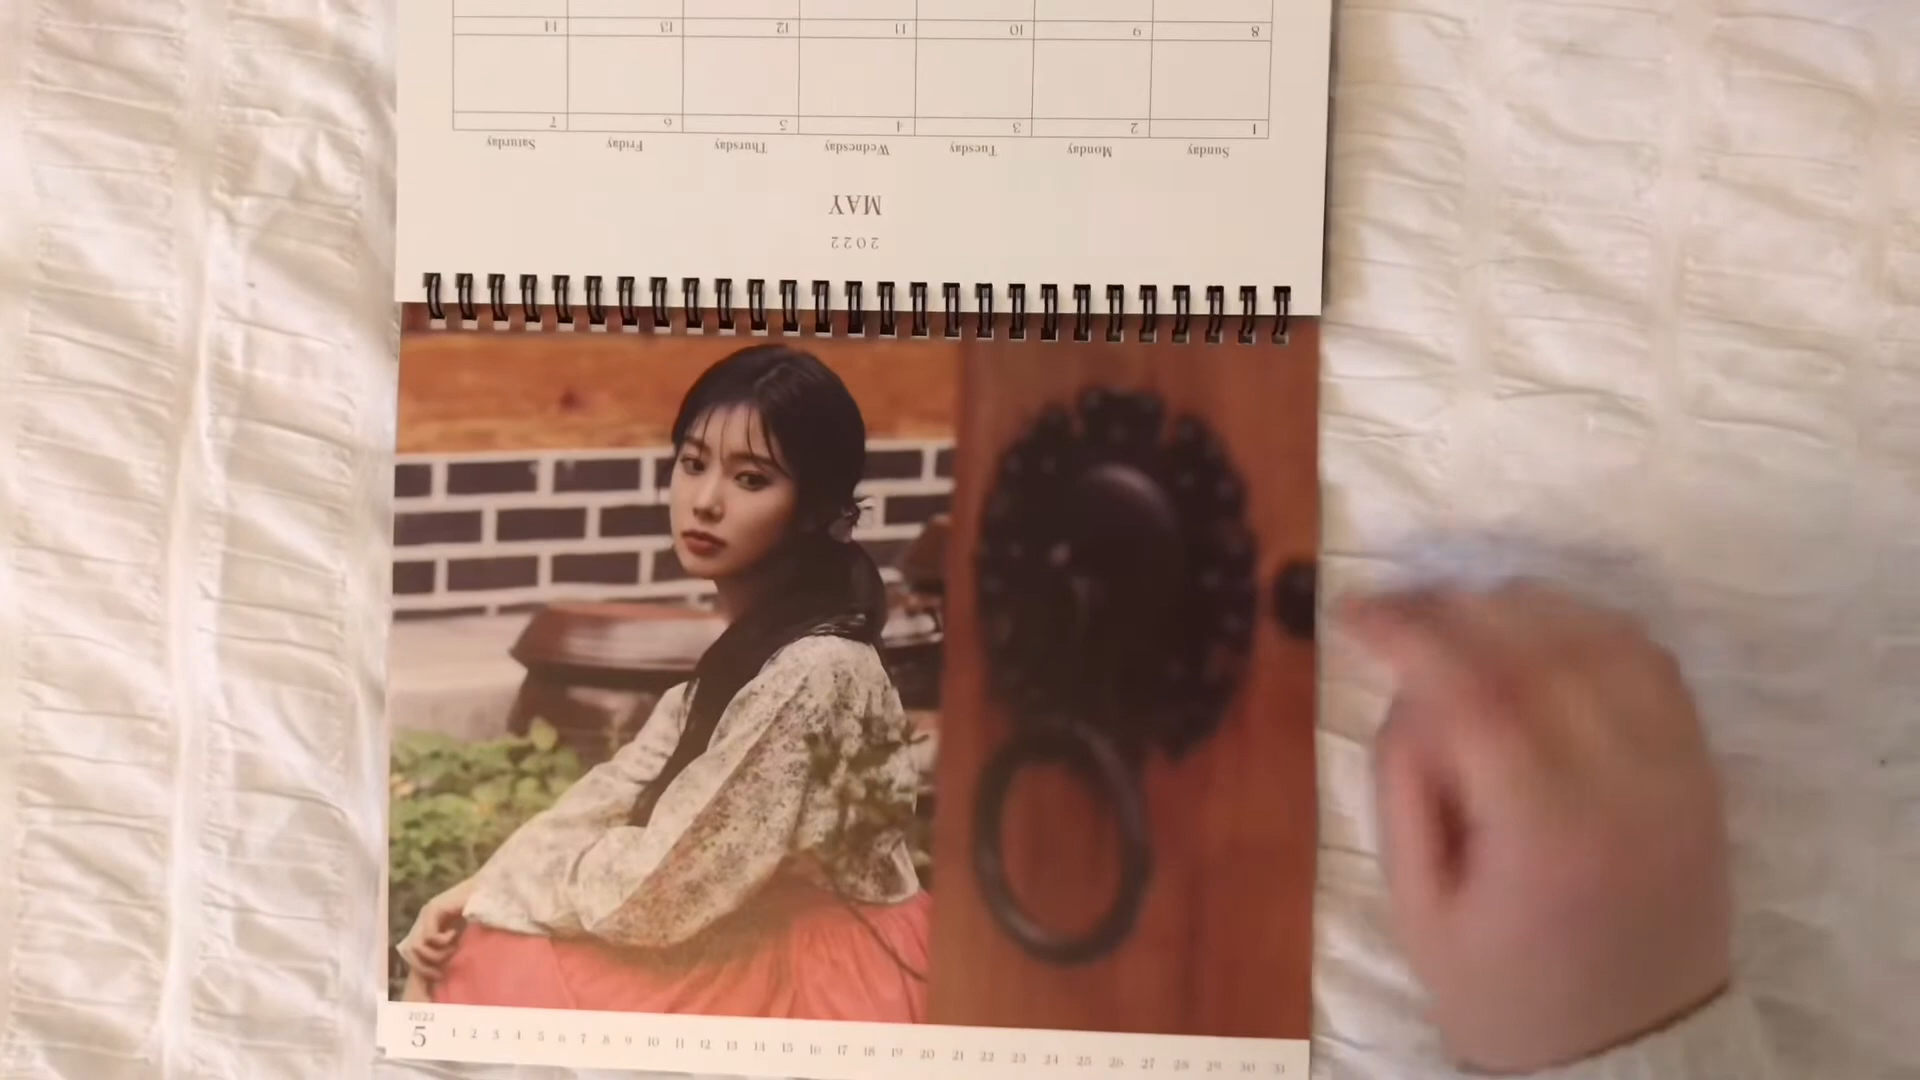 2022
MAY
Sunday Monday Tuesday Wednesday Thursday Friday Saturday
1 2 3 4 5 6 7
8 9 10 11 12 13 14
2022
5 1 2 3 4 5 6 7 8 9 10 11 12 13 14 15 16 17 18 19 20 21 22 23 24 25 26 27 28 29 30 31